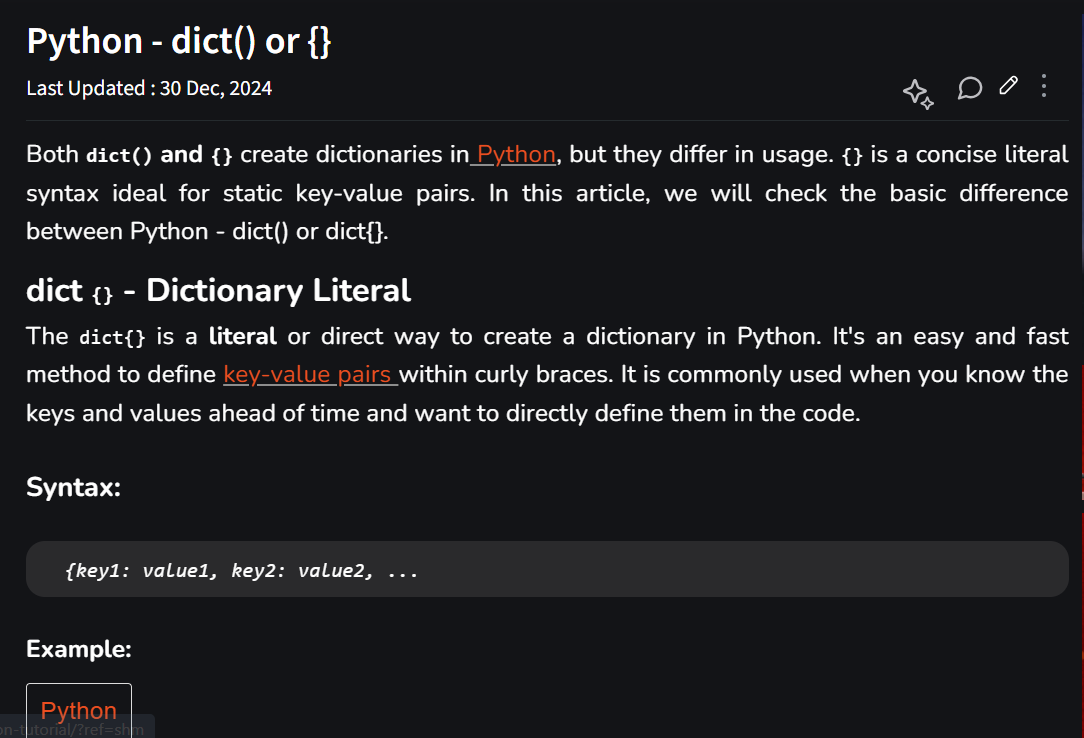 Python - dict() or {}
Last Updated : 30 Dec, 2024
Both dict() and {} create dictionaries in Python, but they differ in usage. {} is a concise literal
syntax ideal for static key-value pairs. In this article, we will check the basic difference
between Python - dict() or dict{}.
dict {} - Dictionary Literal
The dict{} is a literal or direct way to create a dictionary in Python. It's an easy and fast
method to define key-value pairs within curly braces. It is commonly used when you know the
keys and values ahead of time and want to directly define them in the code.
Syntax:
{key1: value1, key2: value2, ...
Example:
Python
on-tutorial/?ref=shm